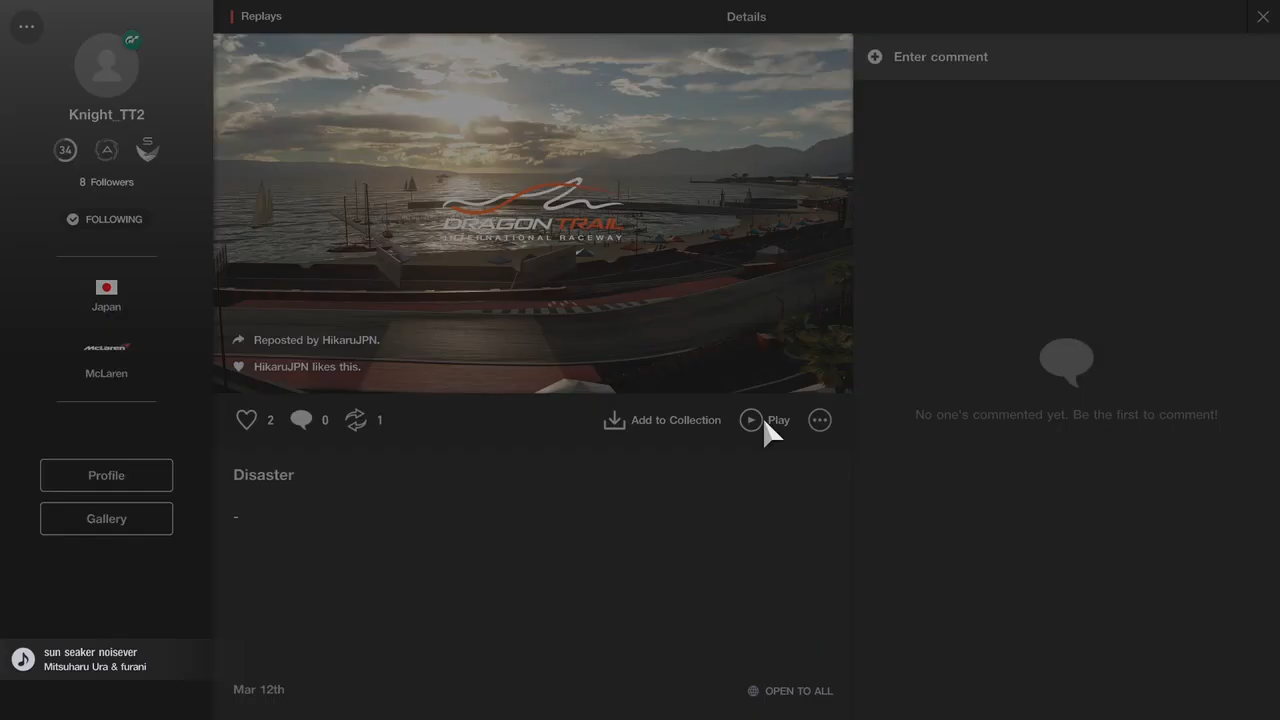 Replays
Details
Enter comment
Knight_TT2
34
A
S
8 Followers
FOLLOWING
Japan
McLaren
McLaren
Profile
Gallery
sun seaker noisever
Mitsuharu Ura & furani
DRAGON TRAIL
INTERNATIONAL RACEWAY
Reposted by HikaruJPN.
HikaruJPN likes this.
2
0
1
Add to Collection
Play
Disaster
-
Mar 12th
OPEN TO ALL
No one's commented yet. Be the first to comment!